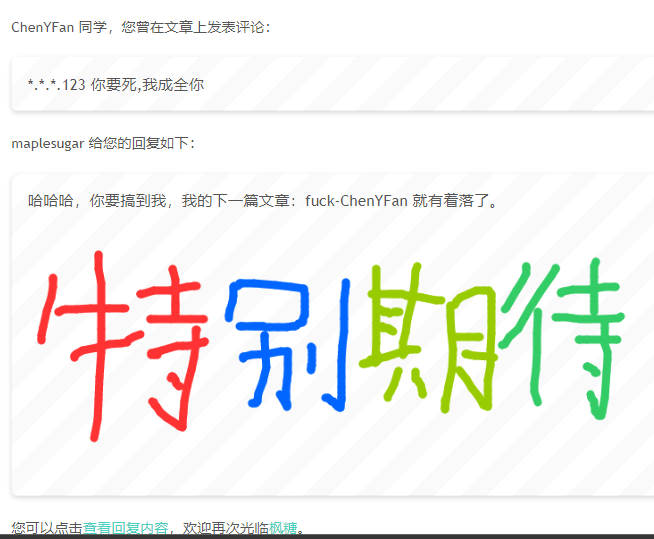 ChenYFan 同学，您曾在文章上发表评论：
*.*.*.123 你要死,我成全你
maplesugar 给您的回复如下：
哈哈哈，你要搞到我，我的下一篇文章：fuck-ChenYFan 就有着落了。
特别期待
您可以点击查看回复内容，欢迎再次光临枫糖。